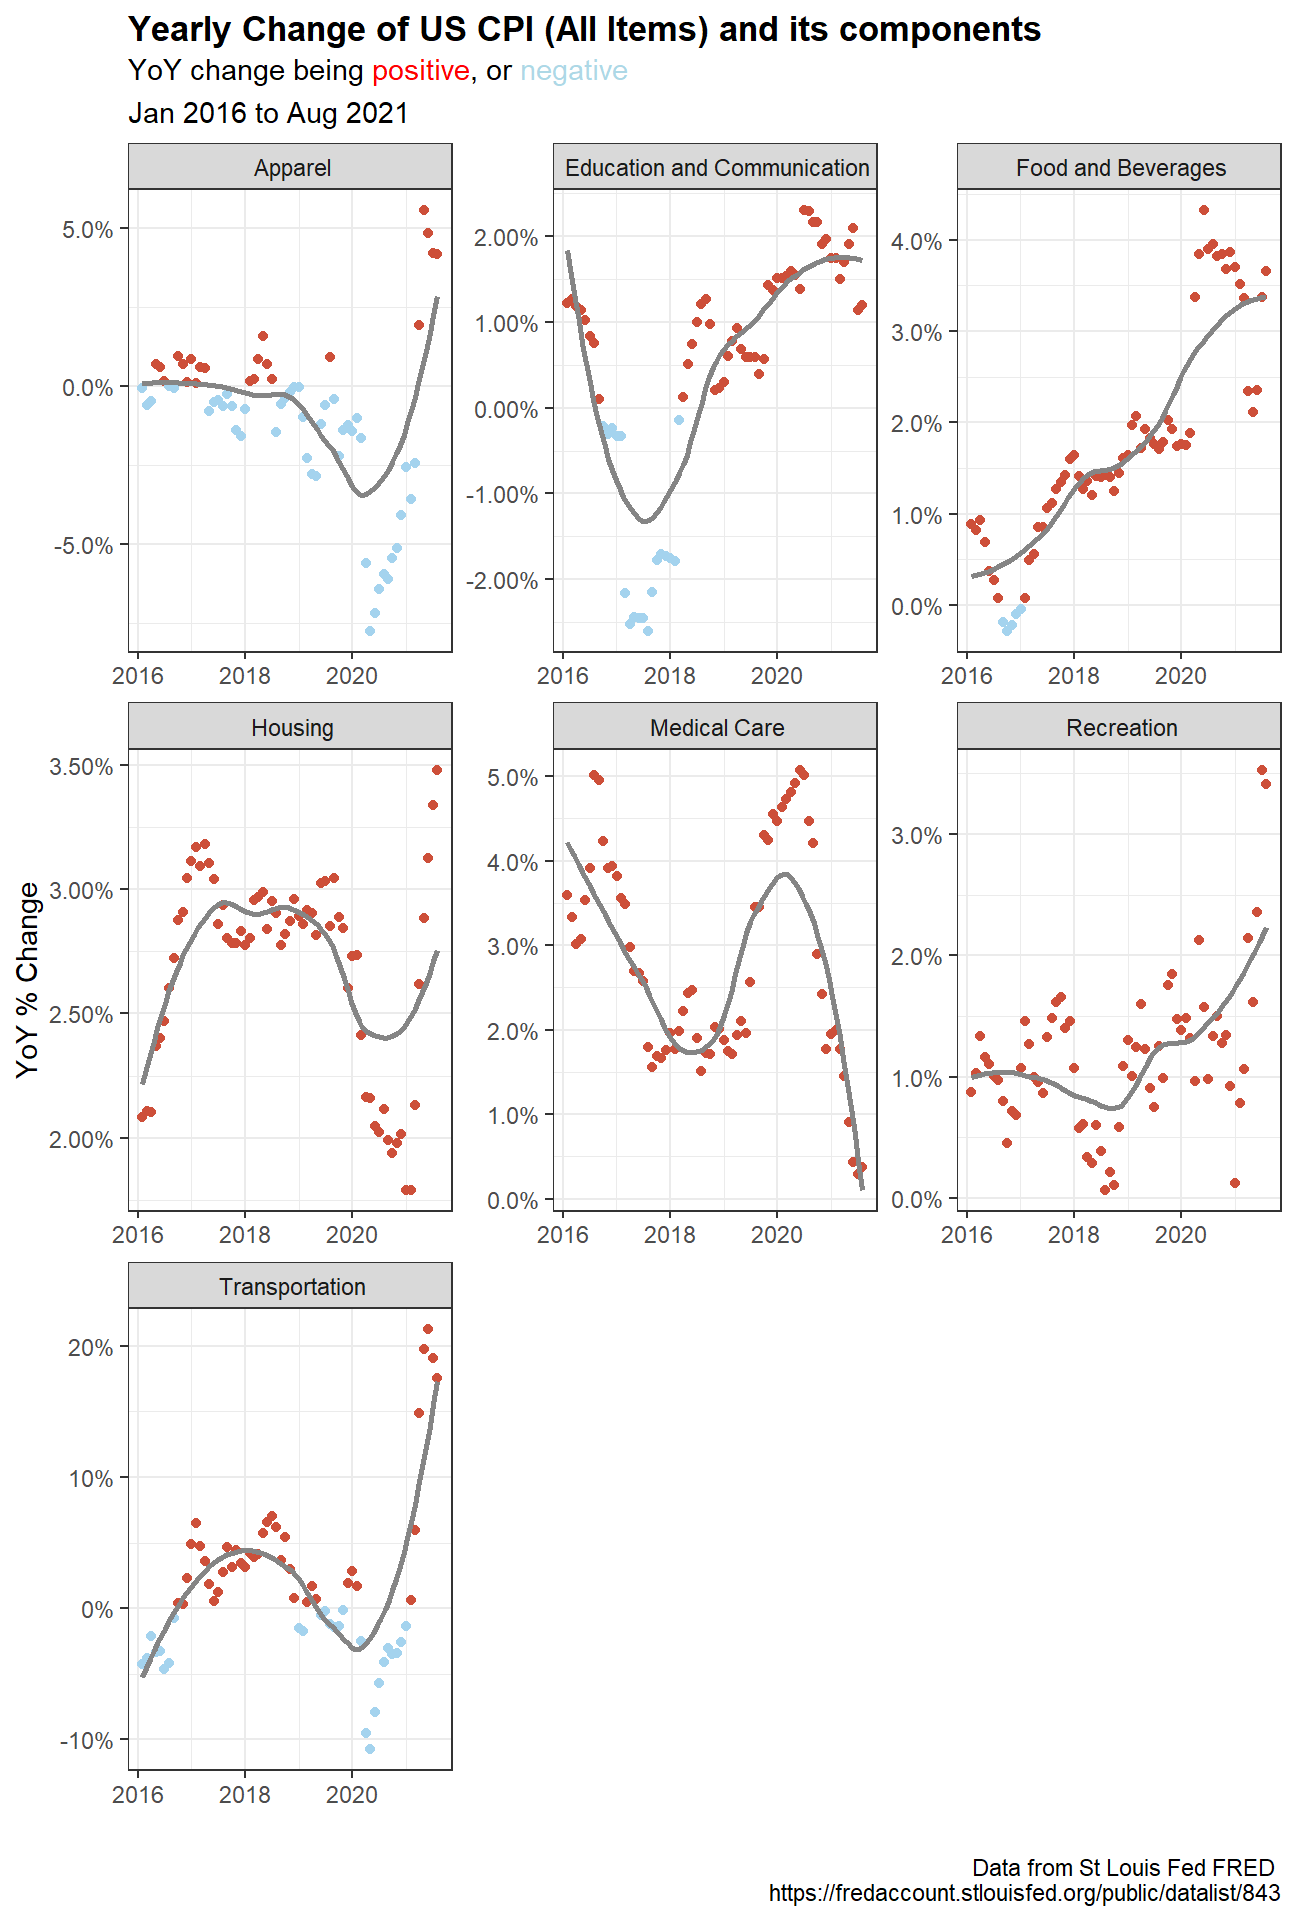 Yearly Change of US CPI (All Items) and its components
YoY change being positive, or negative
Jan 2016 to Aug 2021
Apparel
5.0%
0.0%
-5.0%
2016 2018 2020
Education and Communication
2.00%
1.00%
0.00%
-1.00%
-2.00%
2016 2018 2020
Food and Beverages
4.0%
3.0%
2.0%
1.0%
0.0%
2016 2018 2020
YoY % Change
Housing
3.50%
3.00%
2.50%
2.00%
2016 2018 2020
Medical Care
5.0%
4.0%
3.0%
2.0%
1.0%
0.0%
2016 2018 2020
Recreation
3.0%
2.0%
1.0%
0.0%
2016 2018 2020
Transportation
20%
10%
0%
-10%
2016 2018 2020
Data from St Louis Fed FRED
https://fredaccount.stlouisfed.org/public/datalist/843